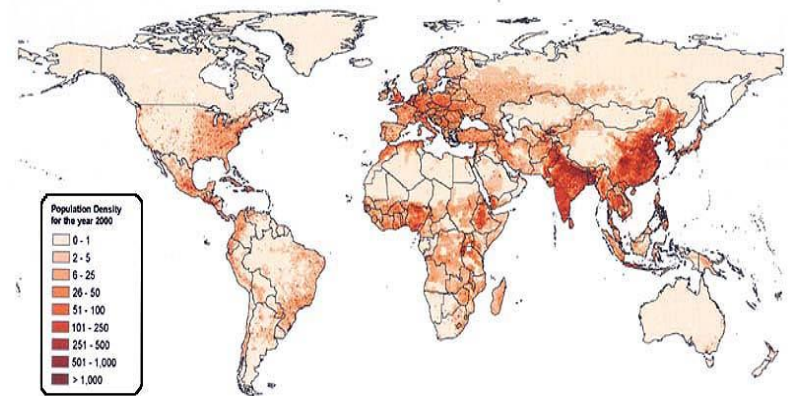 Population Density
for the year 2000
0 - 1
2 - 5
6 - 25
26 - 50
51 - 100
101 - 250
251 - 500
501 - 1,000
> 1,000